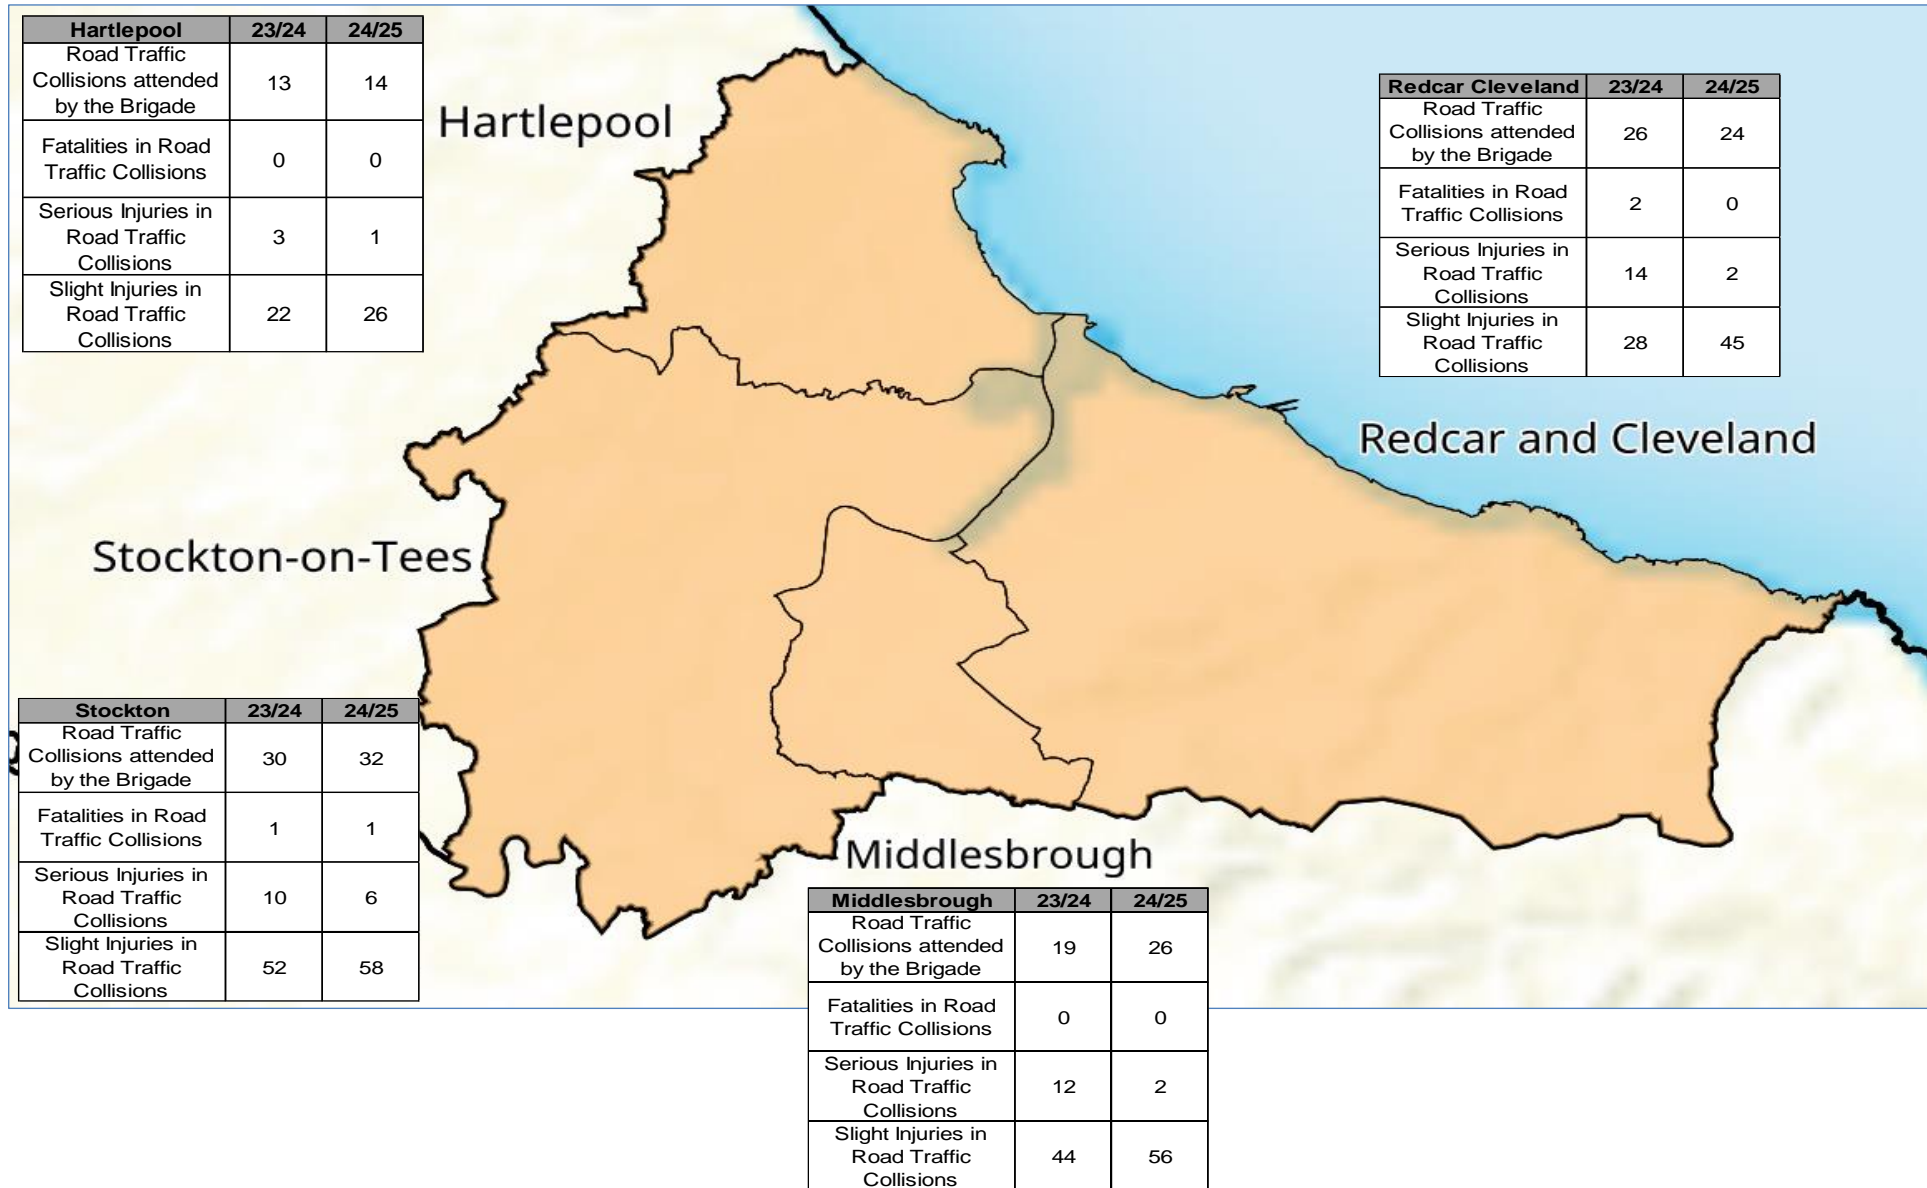 Hartlepool 23/24 24/25
Road Traffic
Collisions attended
by the Brigade
13 14
Fatalities in Road
Traffic Collisions
0 0
Serious Injuries in
Road Traffic
Collisions
3 1
Slight Injuries in
Road Traffic
Collisions
22 26
Hartlepool
Redcar Cleveland 23/24 24/25
Road Traffic
Collisions attended
by the Brigade
26 24
Fatalities in Road
Traffic Collisions
2 0
Serious Injuries in
Road Traffic
Collisions
14 2
Slight Injuries in
Road Traffic
Collisions
28 45
Redcar and Cleveland
Stockton-on-Tees
Stockton 23/24 24/25
Road Traffic
Collisions attended
by the Brigade
30 32
Fatalities in Road
Traffic Collisions
1 1
Serious Injuries in
Road Traffic
Collisions
10 6
Slight Injuries in
Road Traffic
Collisions
52 58
Middlesbrough
Middlesbrough 23/24 24/25
Road Traffic
Collisions attended
by the Brigade
19 26
Fatalities in Road
Traffic Collisions
0 0
Serious Injuries in
Road Traffic
Collisions
12 2
Slight Injuries in
Road Traffic
Collisions
44 56